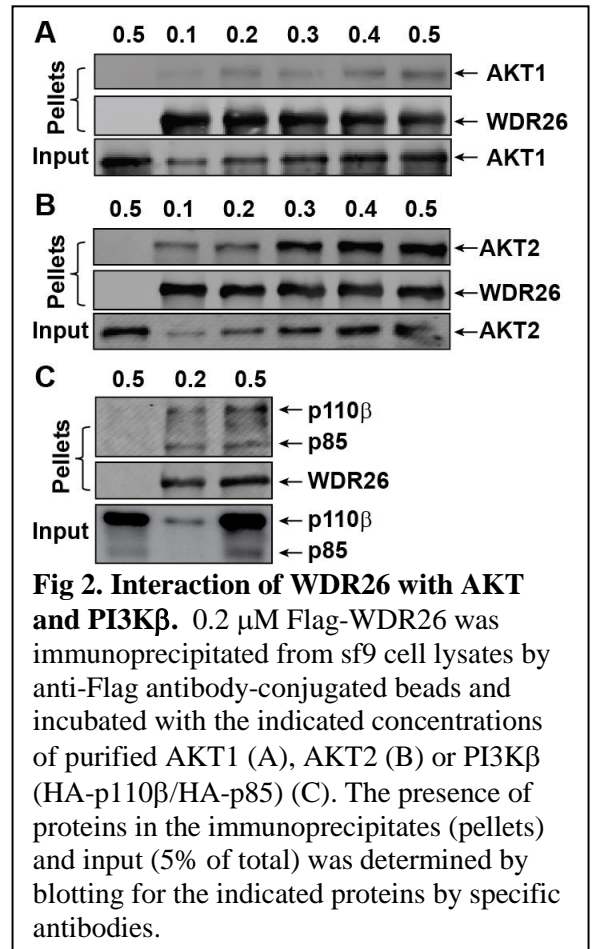 A 0.5 0.1 0.2 0.3 0.4 0.5
Pellets
← AKT1
← WDR26
Input ← AKT1
B 0.5 0.1 0.2 0.3 0.4 0.5
Pellets
←AKT2
←WDR26
Input ←AKT2
C 0.5 0.2 0.5
Pellets
← p110β
← p85
← WDR26
Input ← p110β
← p85
Fig 2. Interaction of WDR26 with AKT
and PI3Kβ. 0.2 μM Flag-WDR26 was
immunoprecipitated from sf9 cell lysates by
anti-Flag antibody-conjugated beads and
incubated with the indicated concentrations
of purified AKT1 (A), AKT2 (B) or PI3Kβ
(HA-p110β/HA-p85) (C). The presence of
proteins in the immunoprecipitates (pellets)
and input (5% of total) was determined by
blotting for the indicated proteins by specific
antibodies.